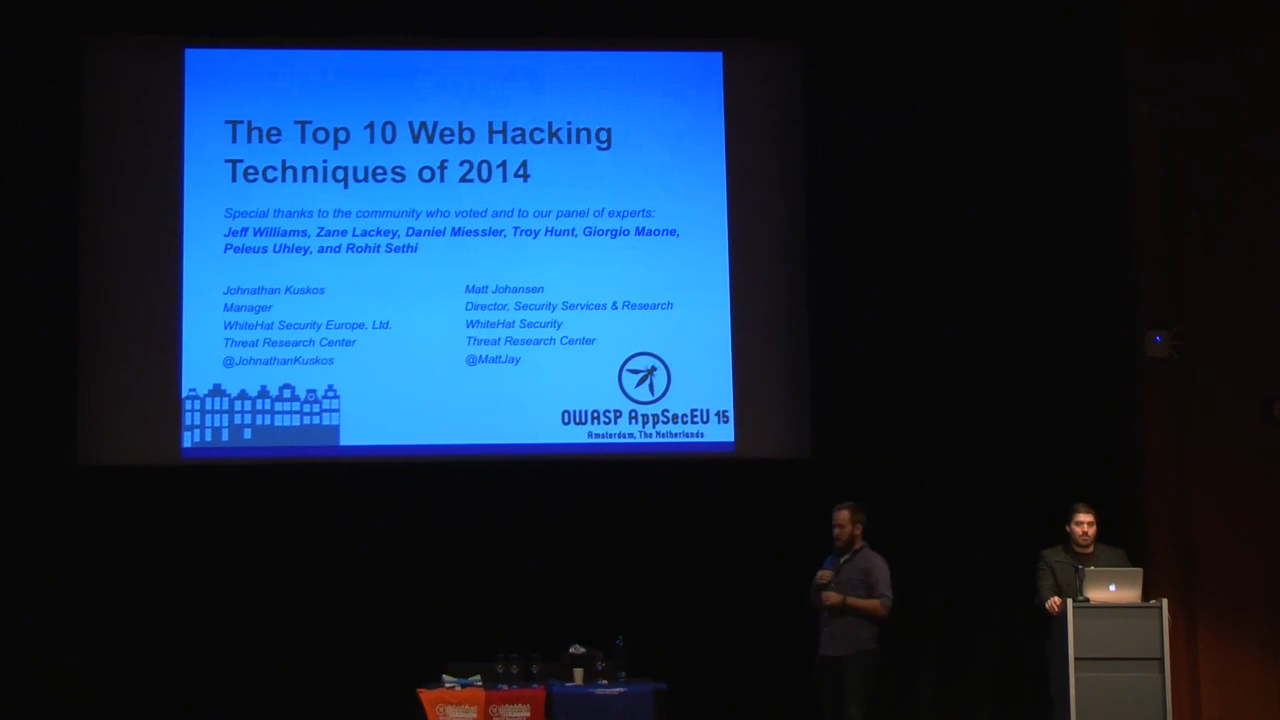 The Top 10 Web Hacking
Techniques of 2014
Special thanks to the community who voted and to our panel of experts:
Jeff Williams, Zane Lackey, Daniel Miessler, Troy Hunt, Giorgio Maone,
Peleus Uhley, and Rohit Sethi
Johnathan Kuskos
Manager
WhiteHat Security Europe, Ltd.
Threat Research Center
@JohnathanKuskos
Matt Johansen
Director, Security Services & Research
WhiteHat Security
Threat Research Center
@MattJay
OWASP AppSecEU 15
Amsterdam, The Netherlands